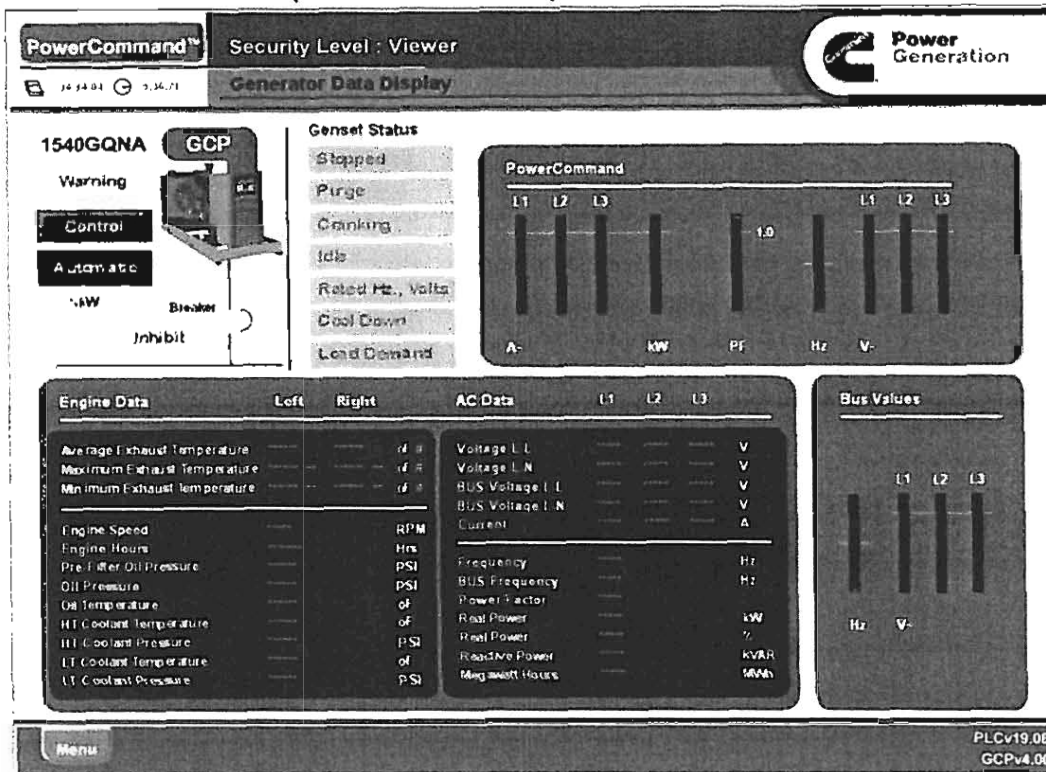 PowerCommand™
Security Level : Viewer
Generator Data Display
Cummins
Power
Generation
1540GQNA
GCP
Warning
Control
Automatic
kW
Breaker
Inhibit
Genset Status
Stopped
Purge
Cranking
Idle
Rated Hz., Volts
Cool Down
Load Demand
PowerCommand
L1 L2 L3 L1 L2 L3
1.0
A~ kW PF Hz V~
Engine Data Left Right
Average Exhaust Temperature oF
Maximum Exhaust Temperature oF
Minimum Exhaust Temperature oF
Engine Speed RPM
Engine Hours Hrs
Pre-Filter Oil Pressure PSI
Oil Pressure PSI
Oil Temperature oF
HT Coolant Temperature oF
HT Coolant Pressure PSI
LT Coolant Temperature oF
LT Coolant Pressure PSI
AC Data L1 L2 L3
Voltage L.L V
Voltage L.N V
BUS Voltage L.L V
BUS Voltage L.N V
Current A
Frequency Hz
BUS Frequency Hz
Power Factor
Real Power kW
Real Power %
Reactive Power kVAR
Megawatt Hours MWh
Bus Values
L1 L2 L3
Hz V~
Menu
PLCv19.08
GCPv4.00